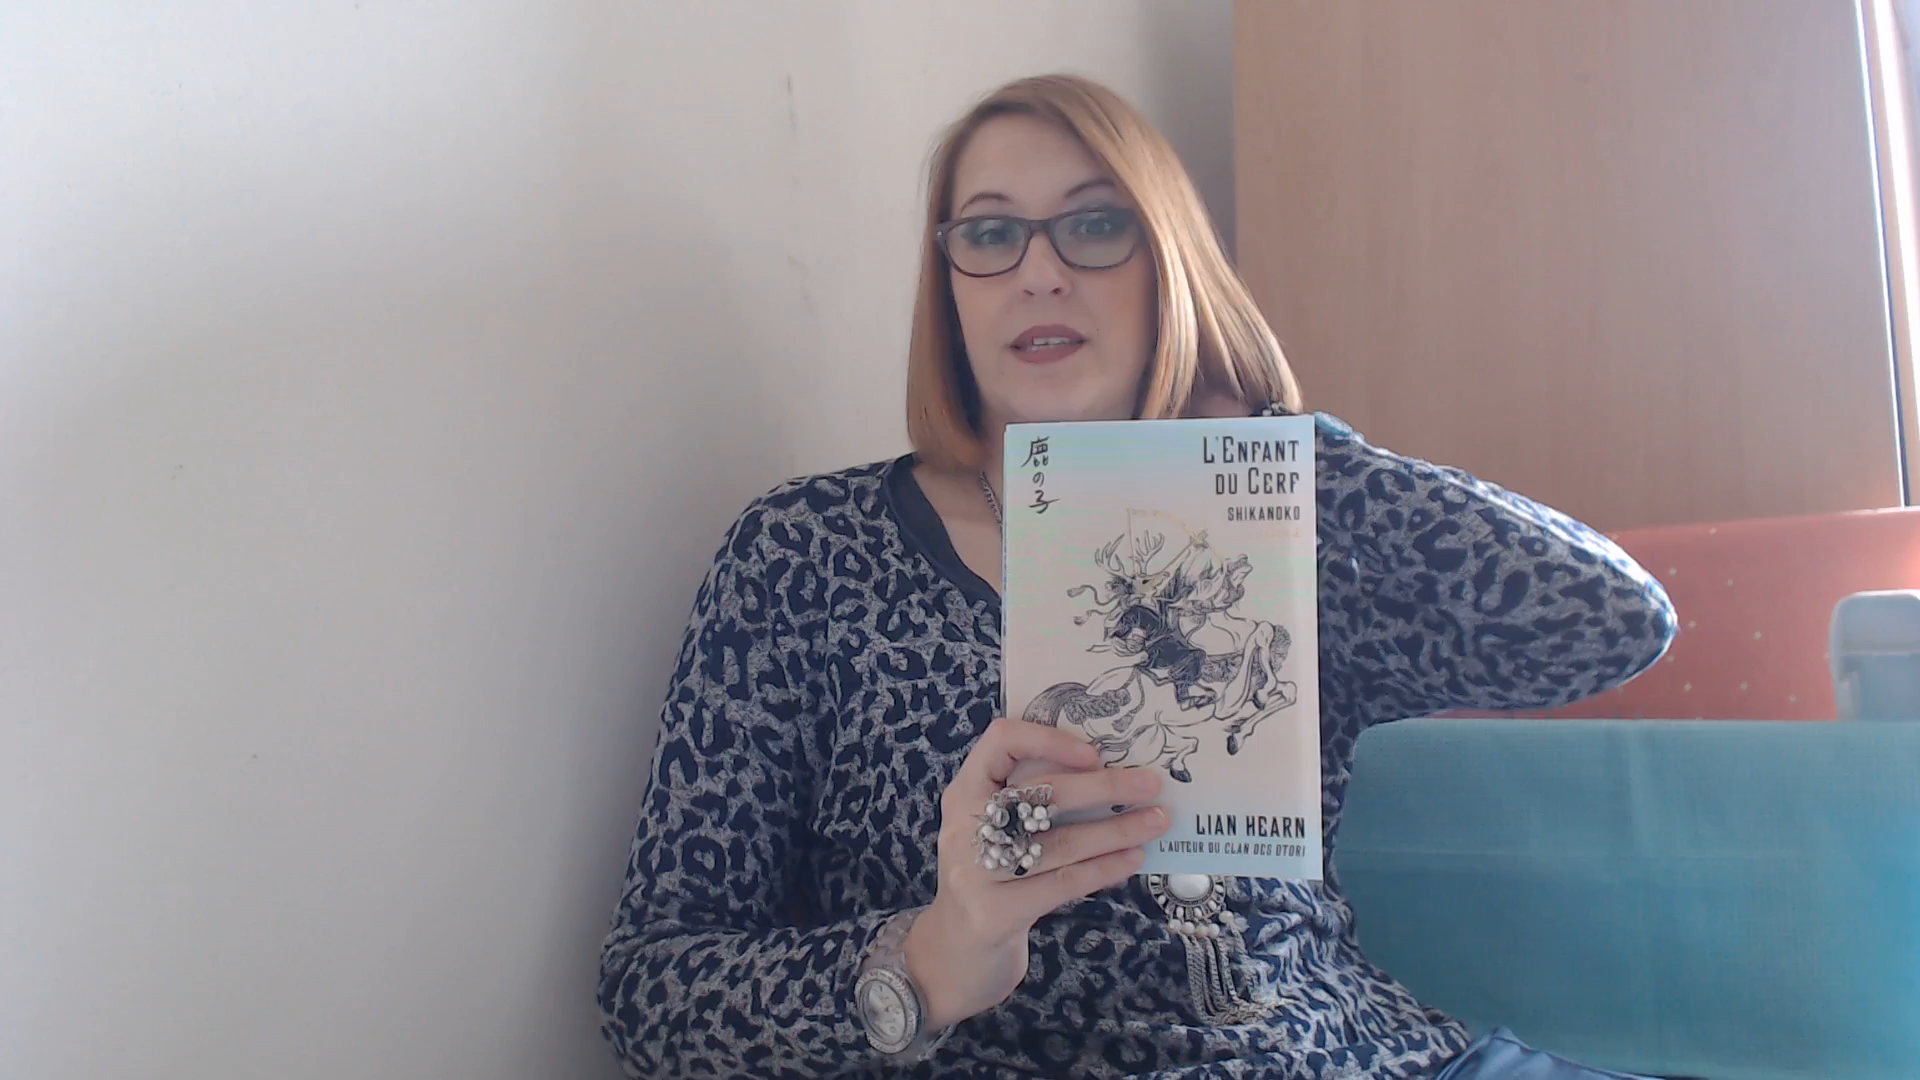 鹿の子
L'ENFANT
DU CERF
SHIKANOKO
LIAN HEARN
L'AUTEUR DU CLAN DES OTORI